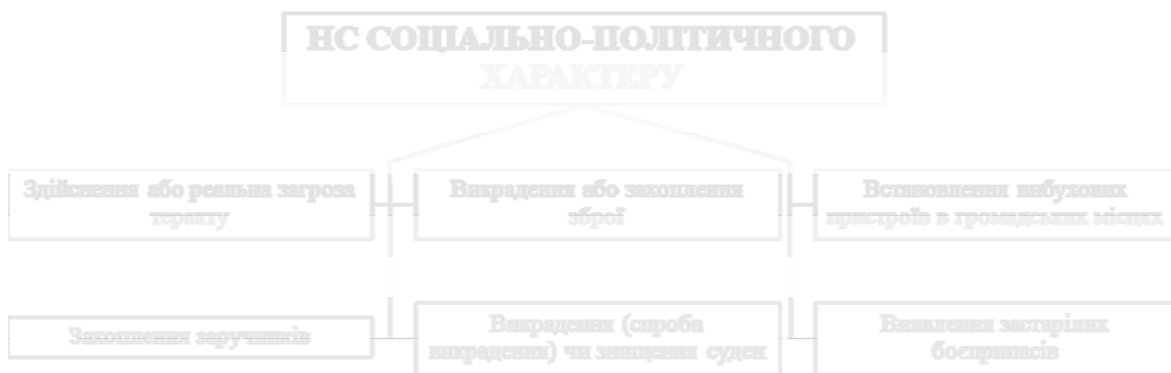 НС СОЦІАЛЬНО-ПОЛІТИЧНОГО
ХАРАКТЕРУ
Здійснення або реальна загроза
теракту
Викрадення або захоплення
зброї
Встановлення вибухових
пристроїв в громадських місцях
Захоплення заручників
Викрадення (спроба
викрадення) чи знищення суден
Виявлення застарілих
боєприпасів